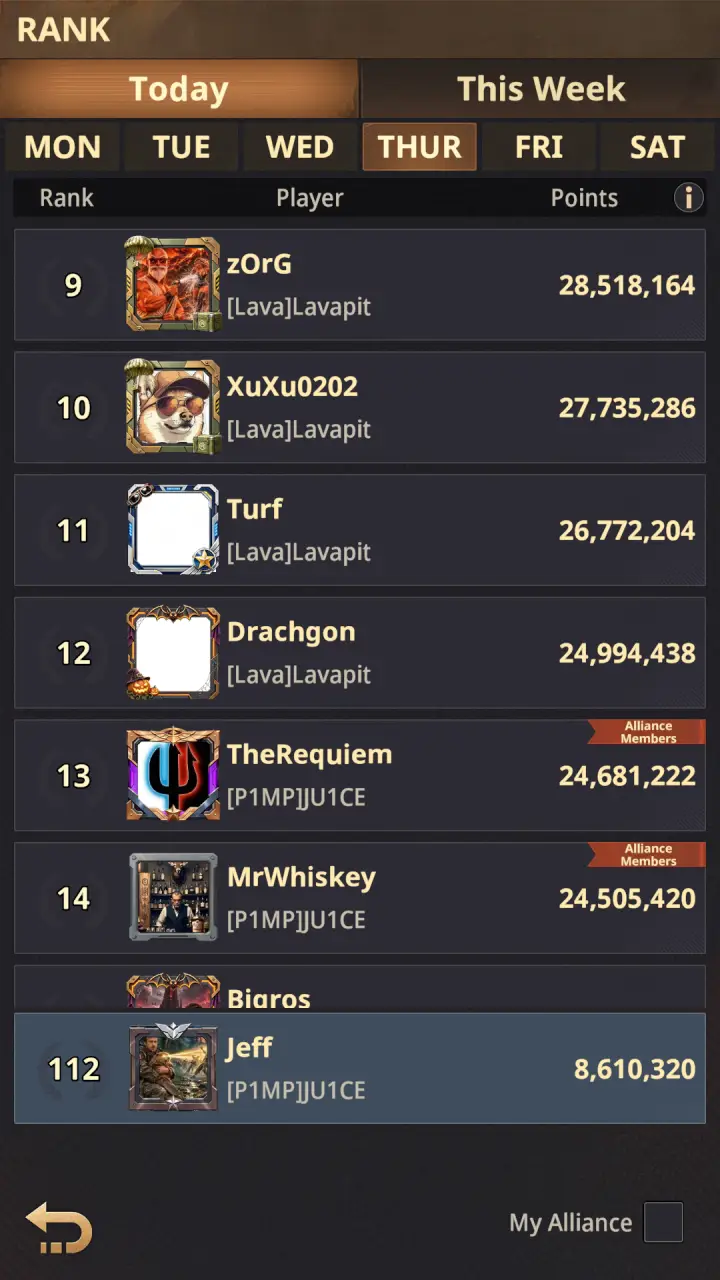 RANK
Today
This Week
MON
TUE
WED
THUR
FRI
SAT
Rank
Player
Points
9
zOrG
[Lava]Lavapit
28,518,164
10
XuXu0202
[Lava]Lavapit
27,735,286
11
Turf
[Lava]Lavapit
26,772,204
12
Drachgon
[Lava]Lavapit
24,994,438
Alliance
Members
13
TheRequiem
[P1MP]JU1CE
24,681,222
Alliance
Members
14
MrWhiskey
[P1MP]JU1CE
24,505,420
Bigros
112
Jeff
[P1MP]JU1CE
8,610,320
My Alliance